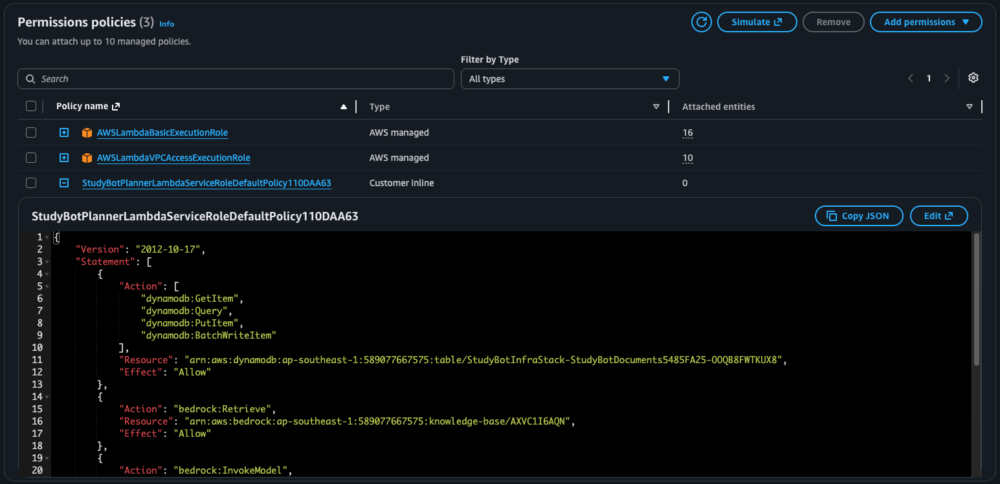 Permissions policies (3) Info
Simulate
Remove
Add permissions
You can attach up to 10 managed policies.
Filter by Type
Search
All types
1
Policy name
Type
Attached entities
AWSLambdaBasicExecutionRole AWS managed 16
AWSLambdaVPCAccessExecutionRole AWS managed 10
StudyBotPlannerLambdaServiceRoleDefaultPolicy110DAA63 Customer inline 0
StudyBotPlannerLambdaServiceRoleDefaultPolicy110DAA63
Copy JSON
Edit
1 {
2 "Version": "2012-10-17",
3 "Statement": [
4 {
5 "Action": [
6 "dynamodb:GetItem",
7 "dynamodb:Query",
8 "dynamodb:PutItem",
9 "dynamodb:BatchWriteItem"
10 ],
11 "Resource": "arn:aws:dynamodb:ap-southeast-1:589077667575:table/StudyBotInfraStack-StudyBotDocuments5485FA25-OOQB8FWTKUX8",
12 "Effect": "Allow"
13 },
14 {
15 "Action": "bedrock:Retrieve",
16 "Resource": "arn:aws:bedrock:ap-southeast-1:589077667575:knowledge-base/AXVC1I6AQN",
17 "Effect": "Allow"
18 },
19 {
20 "Action": "bedrock:InvokeModel",